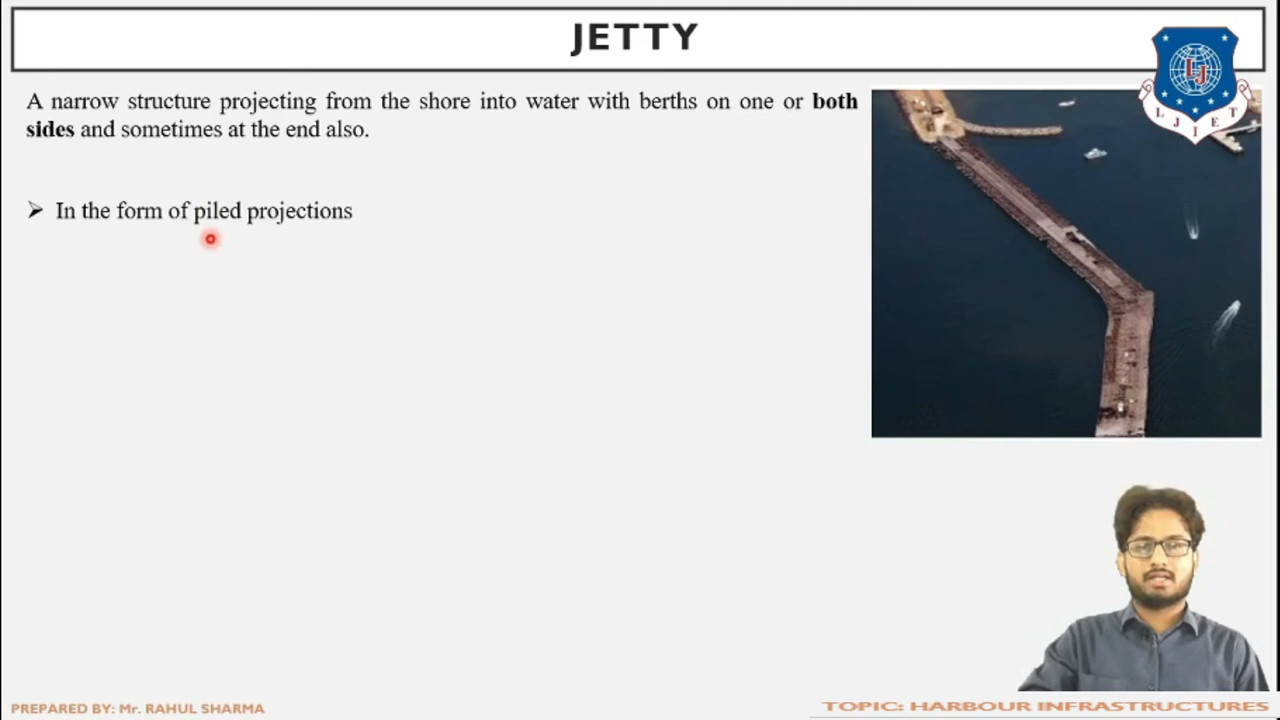 JETTY
A narrow structure projecting from the shore into water with berths on one or both
sides and sometimes at the end also.
➢ In the form of piled projections
LJ
L J I E T
PREPARED BY: Mr. RAHUL SHARMA
TOPIC: HARBOUR INFRASTRUCTURES